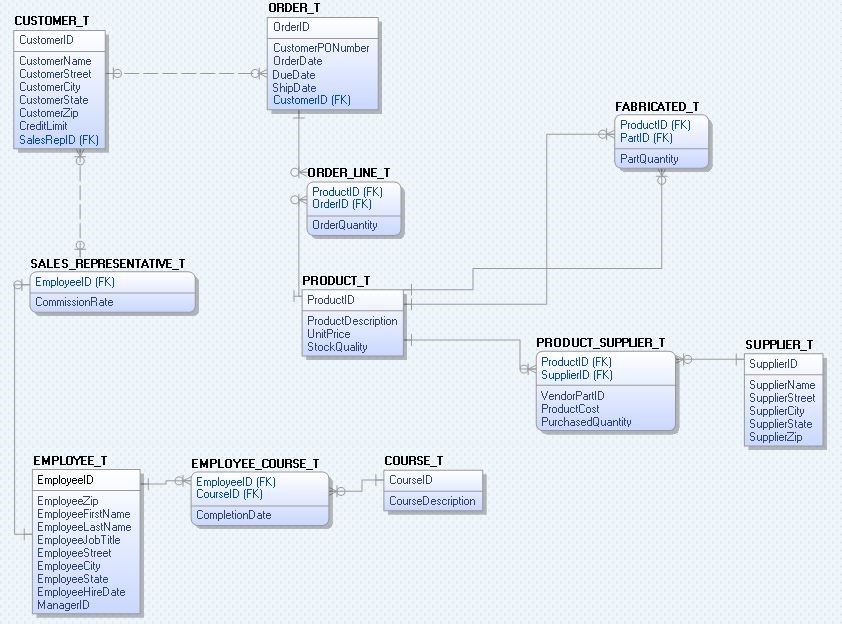 CUSTOMER_T
CustomerID
CustomerName
CustomerStreet
CustomerCity
CustomerState
CustomerZip
CreditLimit
SalesRepID (FK)
ORDER_T
OrderID
CustomerPONumber
OrderDate
DueDate
ShipDate
CustomerID (FK)
FABRICATED_T
ProductID (FK)
PartID (FK)
PartQuantity
ORDER_LINE_T
ProductID (FK)
OrderID (FK)
OrderQuantity
SALES_REPRESENTATIVE_T
EmployeeID (FK)
CommissionRate
PRODUCT_T
ProductID
ProductDescription
UnitPrice
StockQuality
PRODUCT_SUPPLIER_T
ProductID (FK)
SupplierID (FK)
VendorPartID
ProductCost
PurchasedQuantity
SUPPLIER_T
SupplierID
SupplierName
SupplierStreet
SupplierCity
SupplierState
SupplierZip
EMPLOYEE_T
EmployeeID
EmployeeZip
EmployeeFirstName
EmployeeLastName
EmployeeJobTitle
EmployeeStreet
EmployeeCity
EmployeeState
EmployeeHireDate
ManagerID
EMPLOYEE_COURSE_T
EmployeeID (FK)
CourseID (FK)
CompletionDate
COURSE_T
CourseID
CourseDescription